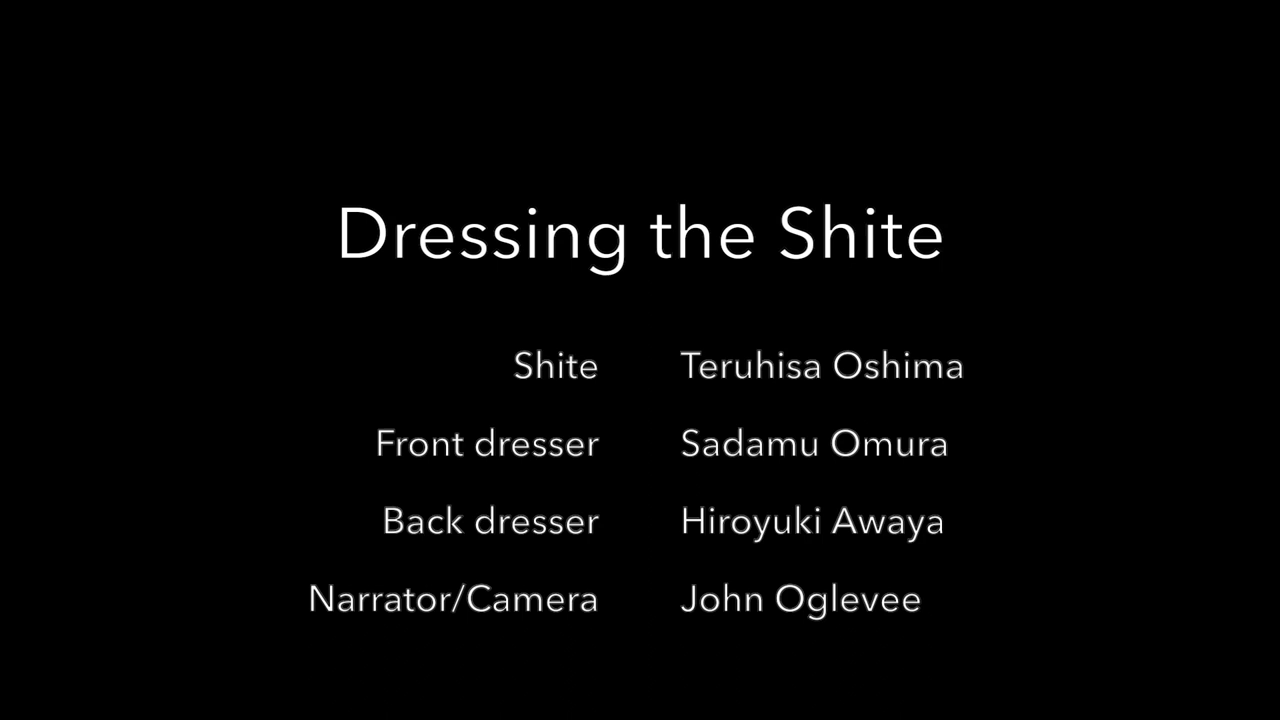 Dressing the Shite
Shite Teruhisa Oshima
Front dresser Sadamu Omura
Back dresser Hiroyuki Awaya
Narrator/Camera John Oglevee